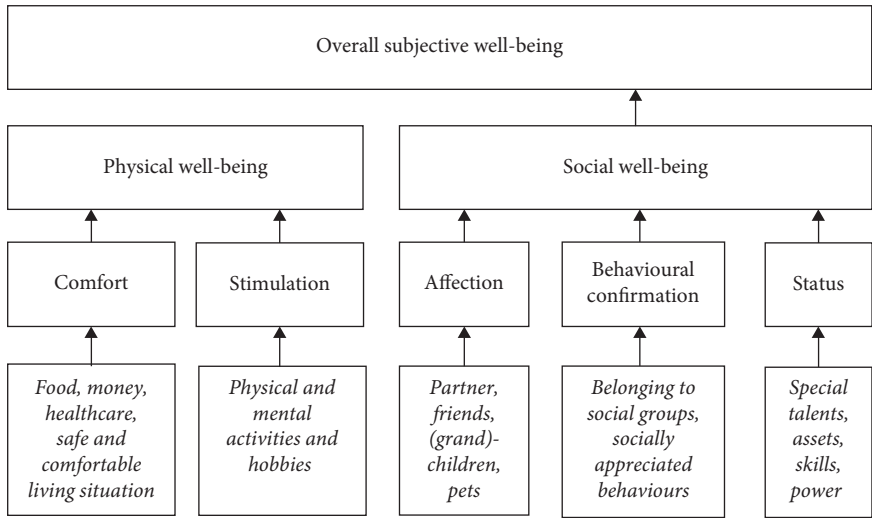 Overall subjective well-being
Physical well-being
Social well-being
Comfort
Stimulation
Affection
Behavioural
confirmation
Status
Food, money,
healthcare,
safe and
comfortable
living situation
Physical and
mental
activities and
hobbies
Partner,
friends,
(grand)-
children,
pets
Belonging to
social groups,
socially
appreciated
behaviours
Special
talents,
assets,
skills,
power